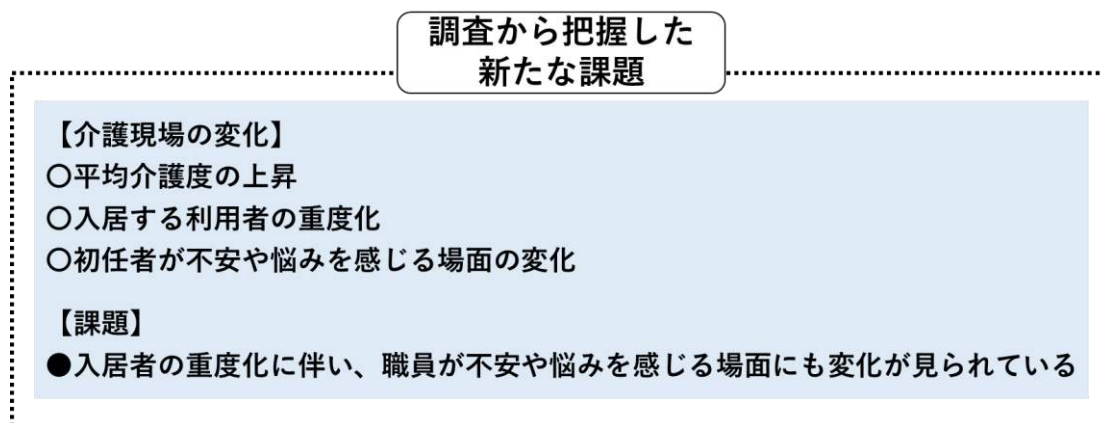 調査から把握した
新たな課題
【介護現場の変化】
〇平均介護度の上昇
〇入居する利用者の重度化
〇初任者が不安や悩みを感じる場面の変化
【課題】
●入居者の重度化に伴い、職員が不安や悩みを感じる場面にも変化が見られている